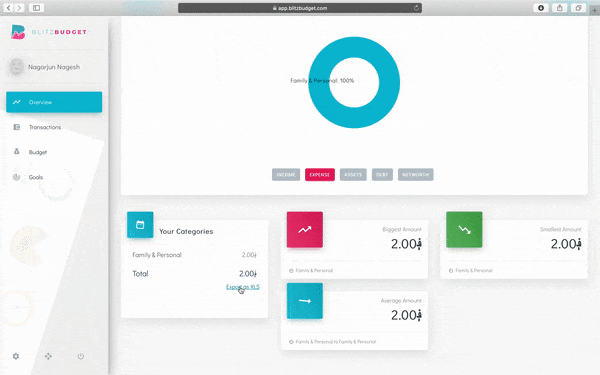 app.blitzbudget.com
BLITZBUDGET
Nagarjun Nagesh
Overview
Transactions
Budget
Goals
Family & Personal: 100%
INCOME
EXPENSE
ASSETS
DEBT
NETWORTH
Your Categories
Family & Personal 2.00؋
Total 2.00؋
Export as XLS
Biggest Amount
2.00؋
Family & Personal
Smallest Amount
2.00؋
Family & Personal
Average Amount
2.00؋
Family & Personal to Family & Personal